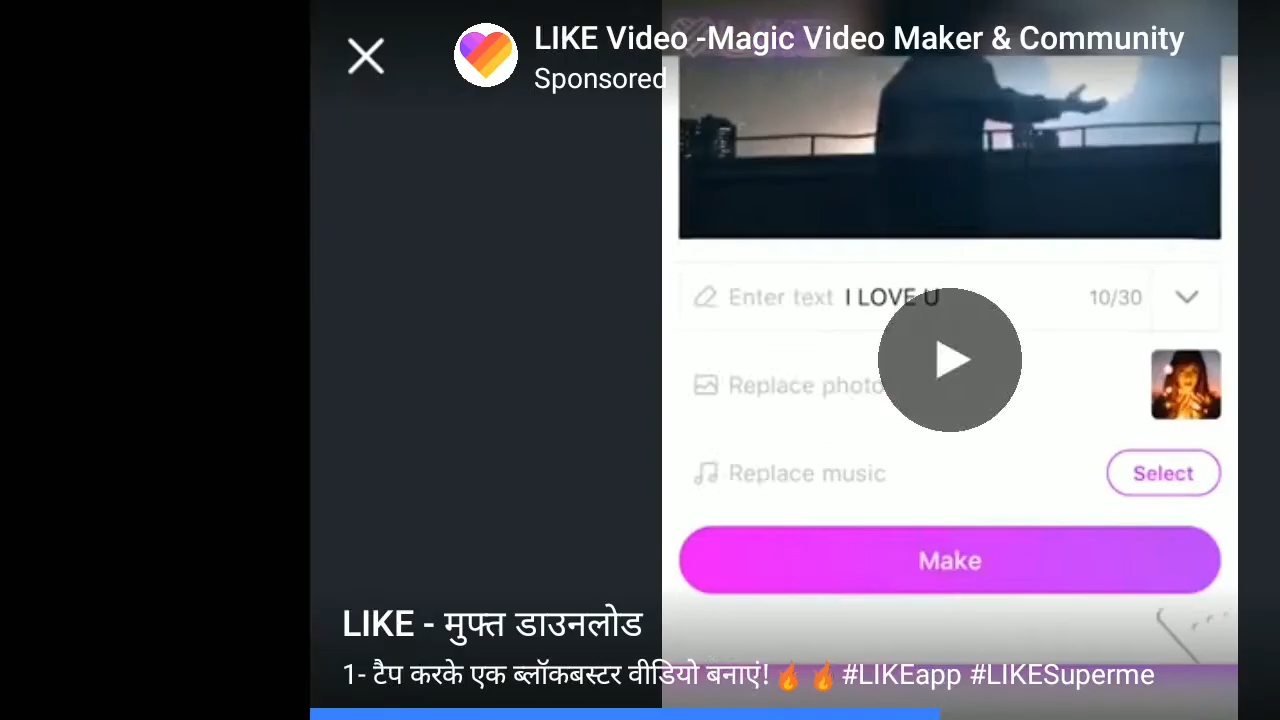 LIKE Video -Magic Video Maker & Community
Sponsored
Enter text I LOVE U 10/30
Replace photo
Replace music Select
Make
LIKE - मुफ्त डाउनलोड
1- टैप करके एक ब्लॉकबस्टर वीडियो बनाएं!🔥🔥#LIKEapp #LIKESuperme